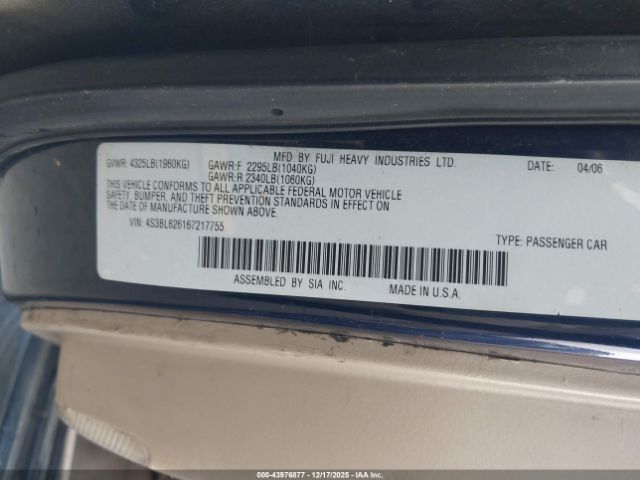 MFD BY FUJI HEAVY INDUSTRIES LTD. DATE: 04/06
GVWR: 4325LB(1960KG) GAWR:F 2295LB(1040KG)
GAWR:R 2340LB(1060KG)
THIS VEHICLE CONFORMS TO ALL APPLICABLE FEDERAL MOTOR VEHICLE
SAFETY, BUMPER, AND THEFT PREVENTION STANDARDS IN EFFECT ON
THE DATE OF MANUFACTURE SHOWN ABOVE.
VIN: 4S3BL626167217755 TYPE: PASSENGER CAR
ASSEMBLED BY SIA INC. MADE IN U.S.A.
000-43976877 - 12/17/2025 - IAAI.COM